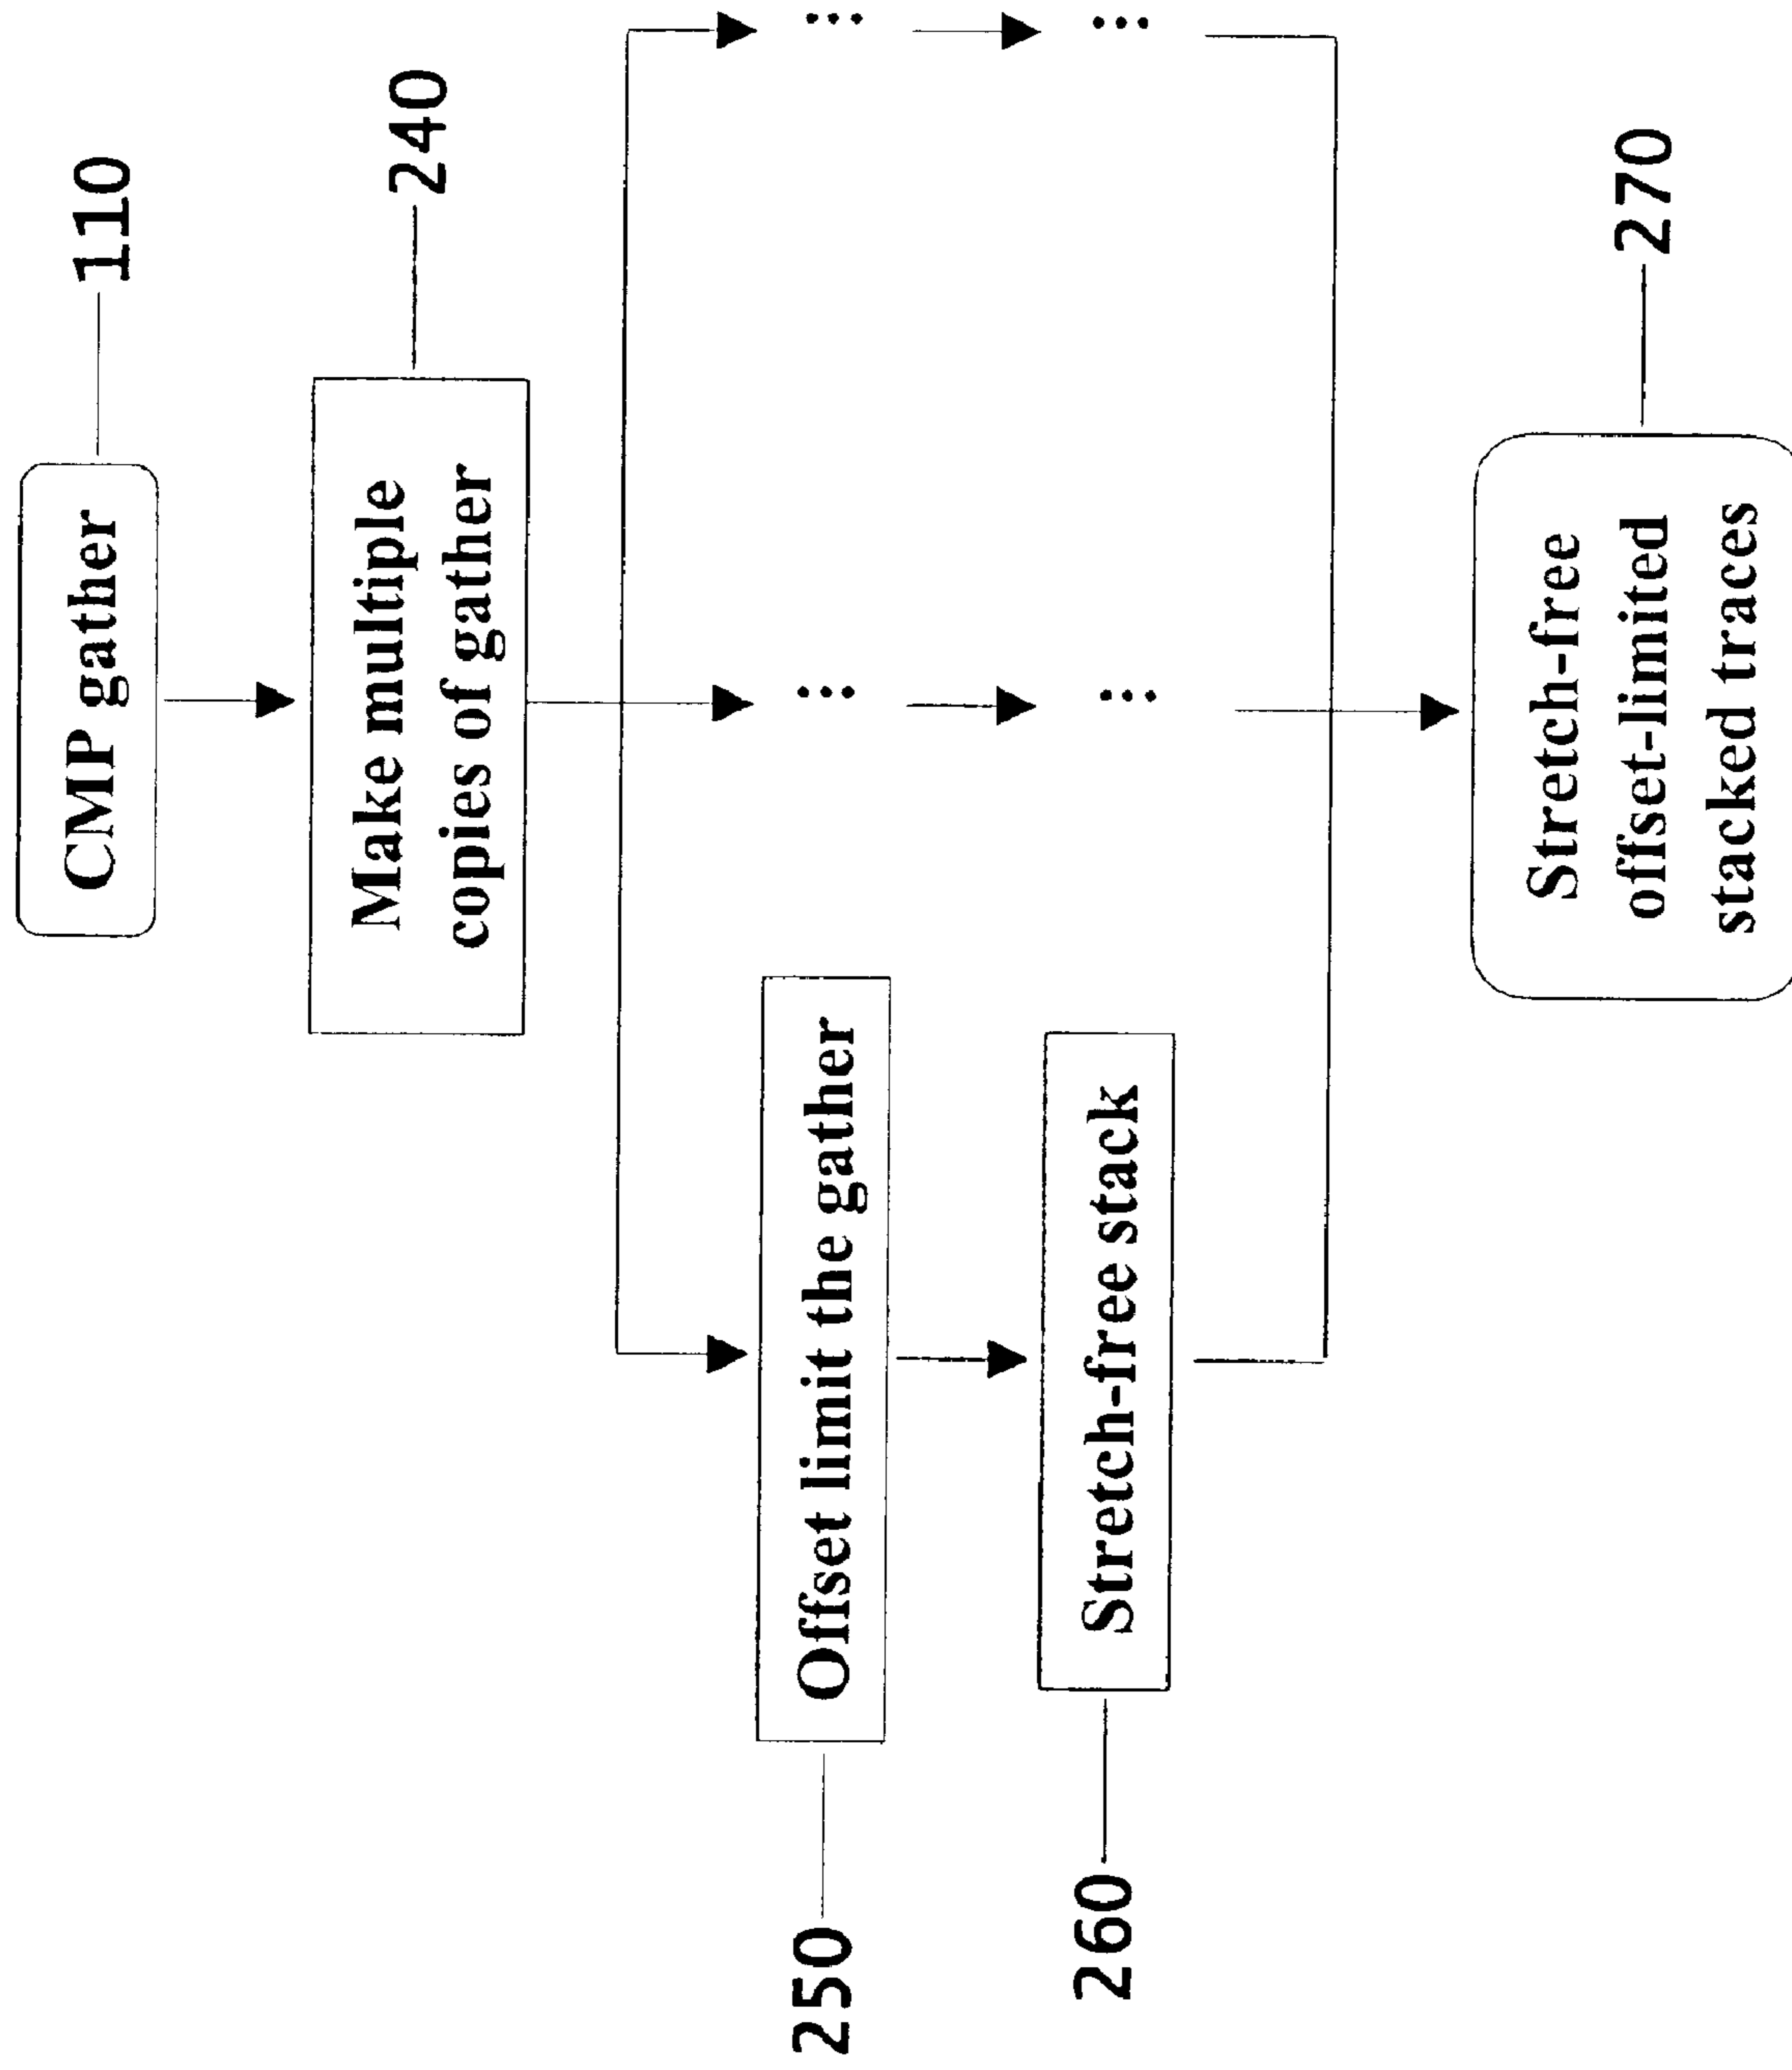 CMP gather
110
Make multiple
copies of gather
240
250
Offset limit the gather
⋮
⋮
260
Stretch-free stack
⋮
⋮
Stretch-free
offset-limited
stacked traces
270